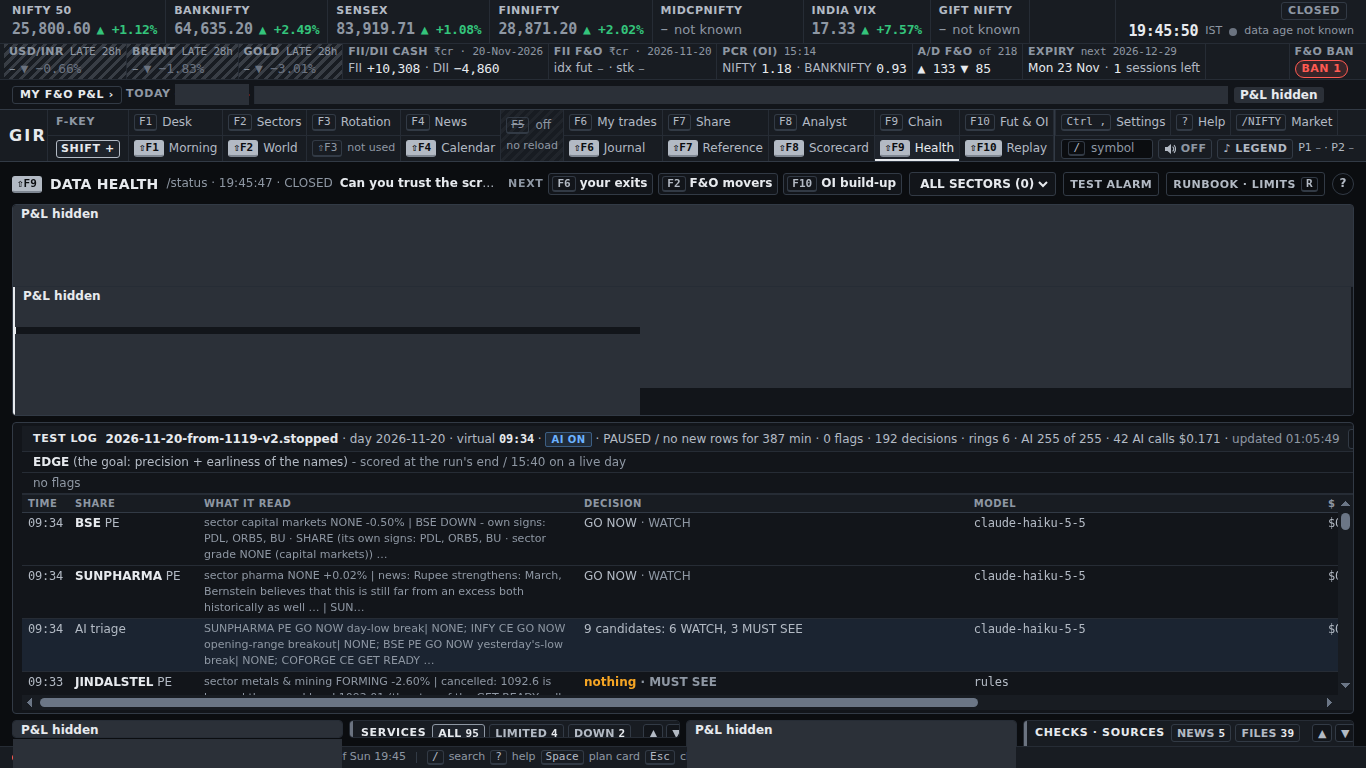 NIFTY 50 BANKNIFTY SENSEX FINNIFTY MIDCPNIFTY INDIA VIX GIFT NIFTY CLOSED
25,800.60 ▲ +1.12% 64,635.20 ▲ +2.49% 83,919.71 ▲ +1.08% 28,871.20 ▲ +2.02% – not known 17.33 ▲ +7.57% – not known 19:45:50 IST data age not known
USD/INR LATE 28h BRENT LATE 28h GOLD LATE 28h FII/DII CASH ₹cr · 20-Nov-2026 FII F&O ₹cr · 2026-11-20 PCR (OI) 15:14 A/D F&O of 218 EXPIRY next 2026-12-29 F&O BAN
– ▼ −0.66% – ▼ −1.83% – ▼ −3.01% FII +10,308 · DII −4,860 idx fut – · stk – NIFTY 1.18 · BANKNIFTY 0.93 ▲ 133 ▼ 85 Mon 23 Nov · 1 sessions left BAN 1
MY F&O P&L › TODAY P&L hidden
GIR F-KEY F1 Desk F2 Sectors F3 Rotation F4 News F5 off F6 My trades F7 Share F8 Analyst F9 Chain F10 Fut & OI Ctrl , Settings ? Help /NIFTY Market
SHIFT + ⇧F1 Morning ⇧F2 World ⇧F3 not used ⇧F4 Calendar no reload ⇧F6 Journal ⇧F7 Reference ⇧F8 Scorecard ⇧F9 Health ⇧F10 Replay / symbol OFF ♪ LEGEND P1 – · P2 –
⇧F9 DATA HEALTH /status · 19:45:47 · CLOSED Can you trust the scr… NEXT F6 your exits F2 F&O movers F10 OI build-up ALL SECTORS (0) TEST ALARM RUNBOOK · LIMITS R ?
P&L hidden
P&L hidden
TEST LOG 2026-11-20-from-1119-v2.stopped · day 2026-11-20 · virtual 09:34 · AI ON · PAUSED / no new rows for 387 min · 0 flags · 192 decisions · rings 6 · AI 255 of 255 · 42 AI calls $0.171 · updated 01:05:49
EDGE (the goal: precision + earliness of the names) - scored at the run's end / 15:40 on a live day
no flags
TIME SHARE WHAT IT READ DECISION MODEL $
09:34 BSE PE sector capital markets NONE -0.50% | BSE DOWN - own signs: GO NOW · WATCH claude-haiku-5-5 $0
PDL, ORB5, BU · SHARE (its own signs: PDL, ORB5, BU · sector
grade NONE (capital markets)) …
09:34 SUNPHARMA PE sector pharma NONE +0.02% | news: Rupee strengthens: March, GO NOW · WATCH claude-haiku-5-5 $0
Bernstein believes that this is still far from an excess both
historically as well … | SUN…
09:34 AI triage SUNPHARMA PE GO NOW day-low break| NONE; INFY CE GO NOW 9 candidates: 6 WATCH, 3 MUST SEE claude-haiku-5-5 $0
opening-range breakout| NONE; BSE PE GO NOW yesterday's-low
break| NONE; COFORGE CE GET READY …
09:33 JINDALSTEL PE sector metals & mining FORMING -2.60% | cancelled: 1092.6 is nothing · MUST SEE rules
P&L hidden SERVICES ALL 95 LIMITED 4 DOWN 2 ▲ ▼ P&L hidden CHECKS · SOURCES NEWS 5 FILES 39 ▲ ▼
f Sun 19:45 / search ? help Space plan card Esc c